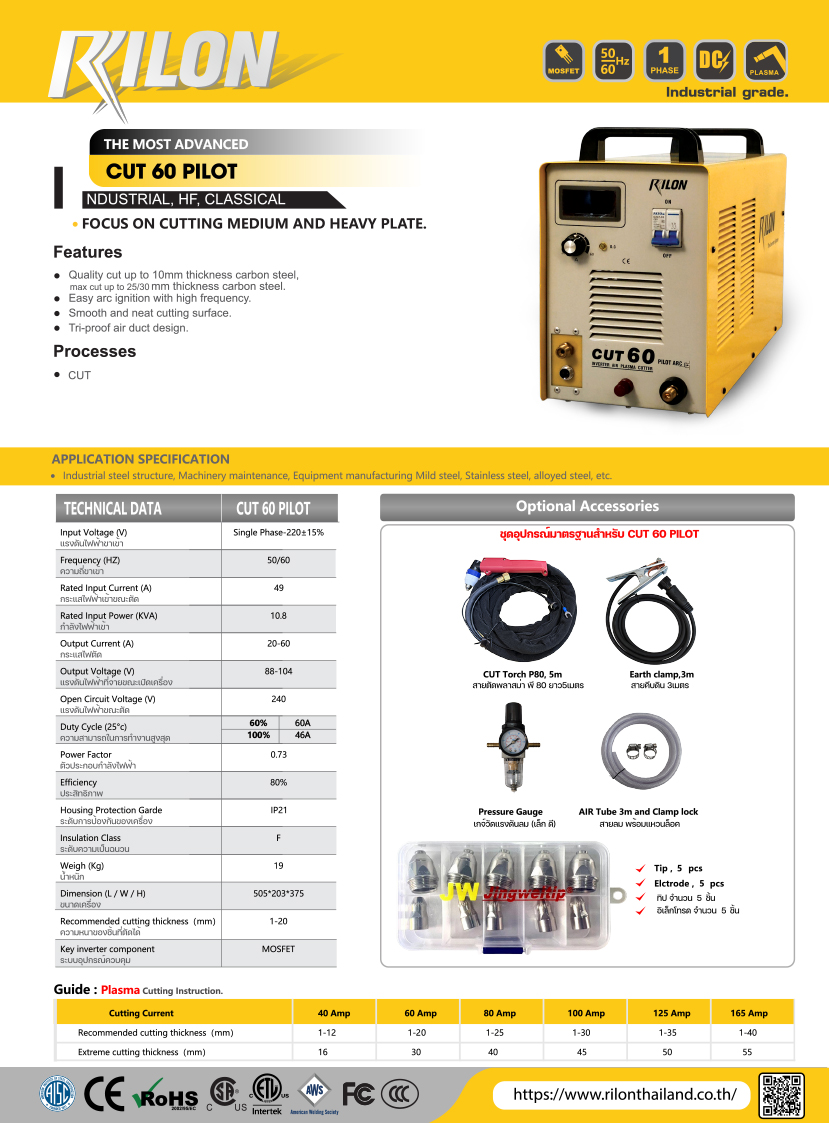 RILON
MOSFET
50
60 Hz
1
PHASE
DC
PLASMA
Industrial grade.
THE MOST ADVANCED
CUT 60 PILOT
INDUSTRIAL, HF, CLASSICAL
• FOCUS ON CUTTING MEDIUM AND HEAVY PLATE.
Features
• Quality cut up to 10mm thickness carbon steel,
max cut up to 25/30 mm thickness carbon steel.
• Easy arc ignition with high frequency.
• Smooth and neat cutting surface.
• Tri-proof air duct design.
Processes
• CUT
RILON
ON
OFF
RILON
CUT 60 PILOT ARC
INVERTER AIR PLASMA CUTTER
APPLICATION SPECIFICATION
• Industrial steel structure, Machinery maintenance, Equipment manufacturing Mild steel, Stainless steel, alloyed steel, etc.
TECHNICAL DATA CUT 60 PILOT
Input Voltage (V) Single Phase-220±15%
แรงดันไฟฟ้าขาเข้า
Frequency (HZ) 50/60
ความถี่ขาเข้า
Rated Input Current (A) 49
กระแสไฟฟ้าเข้าขณะตัด
Rated Input Power (KVA) 10.8
กำลังไฟฟ้าเข้า
Output Current (A) 20-60
กระแสไฟตัด
Output Voltage (V) 88-104
แรงดันไฟฟ้าที่จ่ายขณะเปิดเครื่อง
Open Circuit Voltage (V) 240
แรงดันไฟฟ้าขณะตัด
Duty Cycle (25°c) 60% 60A
ความสามารถในการทำงานสูงสุด 100% 46A
Power Factor 0.73
ตัวประกอบกำลังไฟฟ้า
Efficiency 80%
ประสิทธิภาพ
Housing Protection Garde IP21
ระดับการป้องกันของเครื่อง
Insulation Class F
ระดับความเป็นฉนวน
Weigh (Kg) 19
น้ำหนัก
Dimension (L / W / H) 505*203*375
ขนาดเครื่อง
Recommended cutting thickness (mm) 1-20
ความหนาของชิ้นที่ตัดได้
Key inverter component MOSFET
ระบบอุปกรณ์ควบคุม
Optional Accessories
ชุดอุปกรณ์มาตรฐานสำหรับ CUT 60 PILOT
CUT Torch P80, 5m
สายตัดพลาสม่า พี 80 ยาว5เมตร
Earth clamp,3m
สายคีบดิน 3เมตร
Pressure Gauge
เกจ์วัดแรงดันลม (เล็ก ดี)
AIR Tube 3m and Clamp lock
สายลม พร้อมแหวนล็อค
JW Jingweitip
Tip , 5 pcs
Elctrode , 5 pcs
ทิป จำนวน 5 ชิ้น
อิเล็กโทรด จำนวน 5 ชิ้น
Guide : Plasma Cutting Instruction.
Cutting Current 40 Amp 60 Amp 80 Amp 100 Amp 125 Amp 165 Amp
Recommended cutting thickness (mm) 1-12 1-20 1-25 1-30 1-35 1-40
Extreme cutting thickness (mm) 16 30 40 45 50 55
AISC
CE
RoHS
2002/95/EC
C SA US
C ETL US
Intertek
AWS
American Welding Society
FC
CCC
https://www.rilonthailand.co.th/